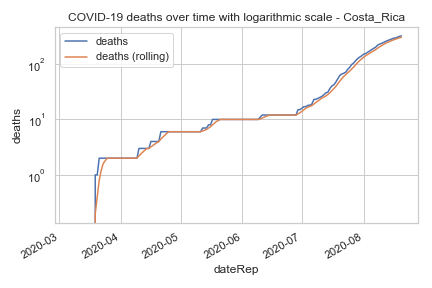 COVID-19 deaths over time with logarithmic scale - Costa_Rica
deaths
deaths (rolling)
10²
10¹
10⁰
deaths
2020-03
2020-04
2020-05
2020-06
2020-07
2020-08
dateRep